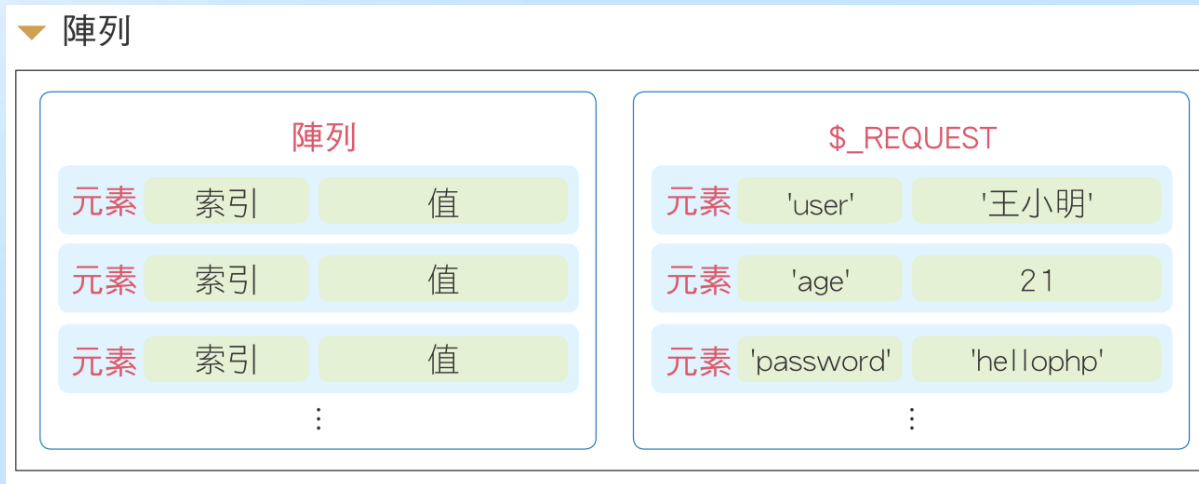 陣列
陣列
元素 索引 值
元素 索引 值
元素 索引 值
⋮
$_REQUEST
元素 'user' '王小明'
元素 'age' 21
元素 'password' 'hellophp'
⋮